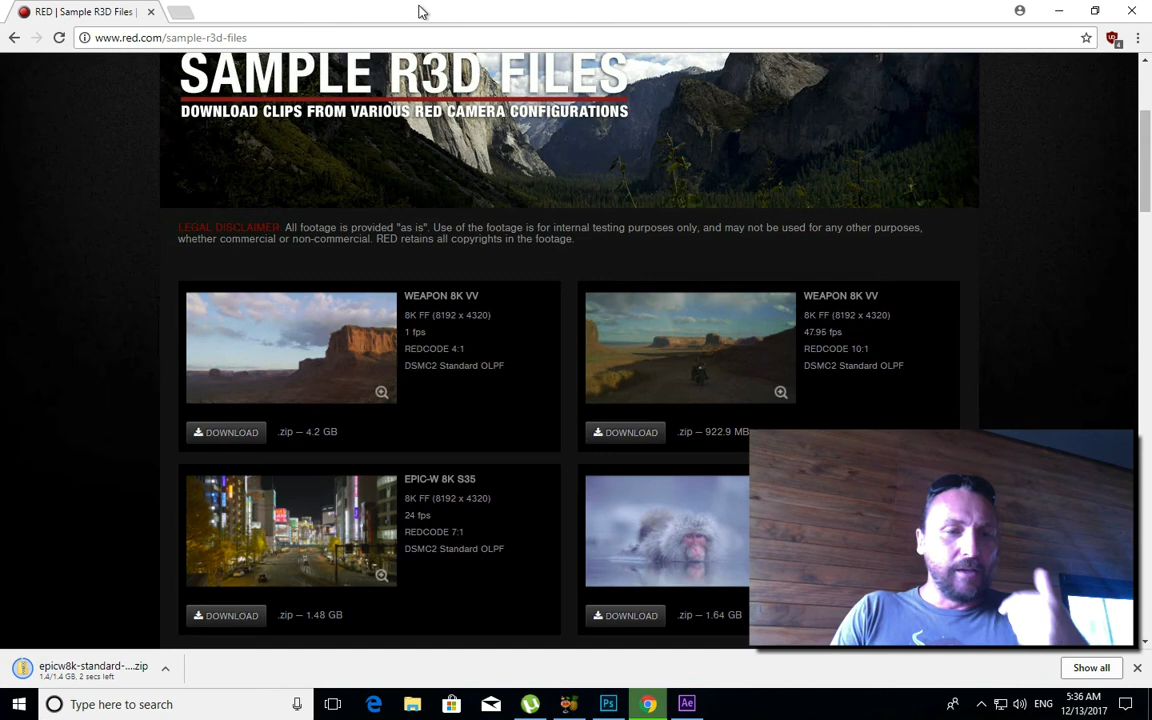 RED | Sample R3D Files |
www.red.com/sample-r3d-files
4
SAMPLE R3D FILES
DOWNLOAD CLIPS FROM VARIOUS RED CAMERA CONFIGURATIONS
LEGAL DISCLAIMER: All footage is provided "as is". Use of the footage is for internal testing purposes only, and may not be used for any other purposes,
whether commercial or non-commercial. RED retains all copyrights in the footage.
WEAPON 8K VV
8K FF (8192 x 4320)
1 fps
REDCODE 4:1
DSMC2 Standard OLPF
DOWNLOAD .zip — 4.2 GB
WEAPON 8K VV
8K FF (8192 x 4320)
47.95 fps
REDCODE 10:1
DSMC2 Standard OLPF
DOWNLOAD .zip — 922.9 MB
EPIC-W 8K S35
8K FF (8192 x 4320)
24 fps
REDCODE 7:1
DSMC2 Standard OLPF
DOWNLOAD .zip — 1.48 GB
DOWNLOAD .zip — 1.64 GB
epicw8k-standard-....zip
1.4/1.4 GB, 2 secs left
Show all
Type here to search
Ps
Ae
ENG
5:36 AM
12/13/2017